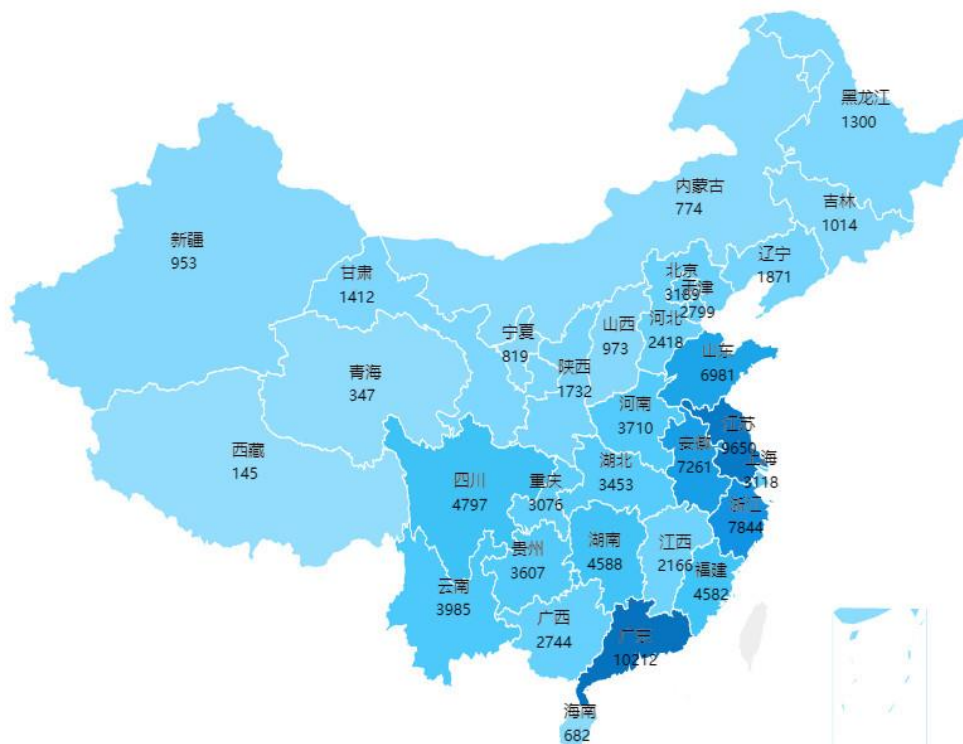 黑龙江
1300
内蒙古
774
吉林
1014
新疆
953
辽宁
1871
甘肃
1412
北京
3189
天津
2799
宁夏
819
山西
973
河北
2418
山东
6981
青海
347
陕西
1732
河南
3710
江苏
9650
西藏
145
四川
4797
重庆
3076
湖北
3453
安徽
7261
上海
3118
浙江
7844
贵州
3607
湖南
4588
江西
2166
福建
4582
云南
3985
广西
2744
广东
10212
海南
682